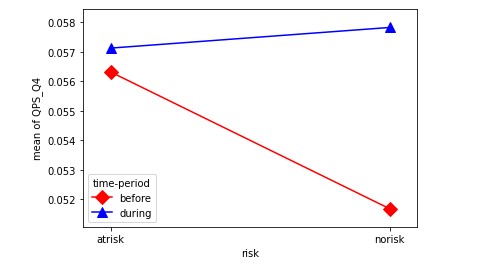 0.058
0.057
0.056
0.055
0.054
0.053
0.052
mean of QPS_Q4
time-period
before
during
atrisk
norisk
risk